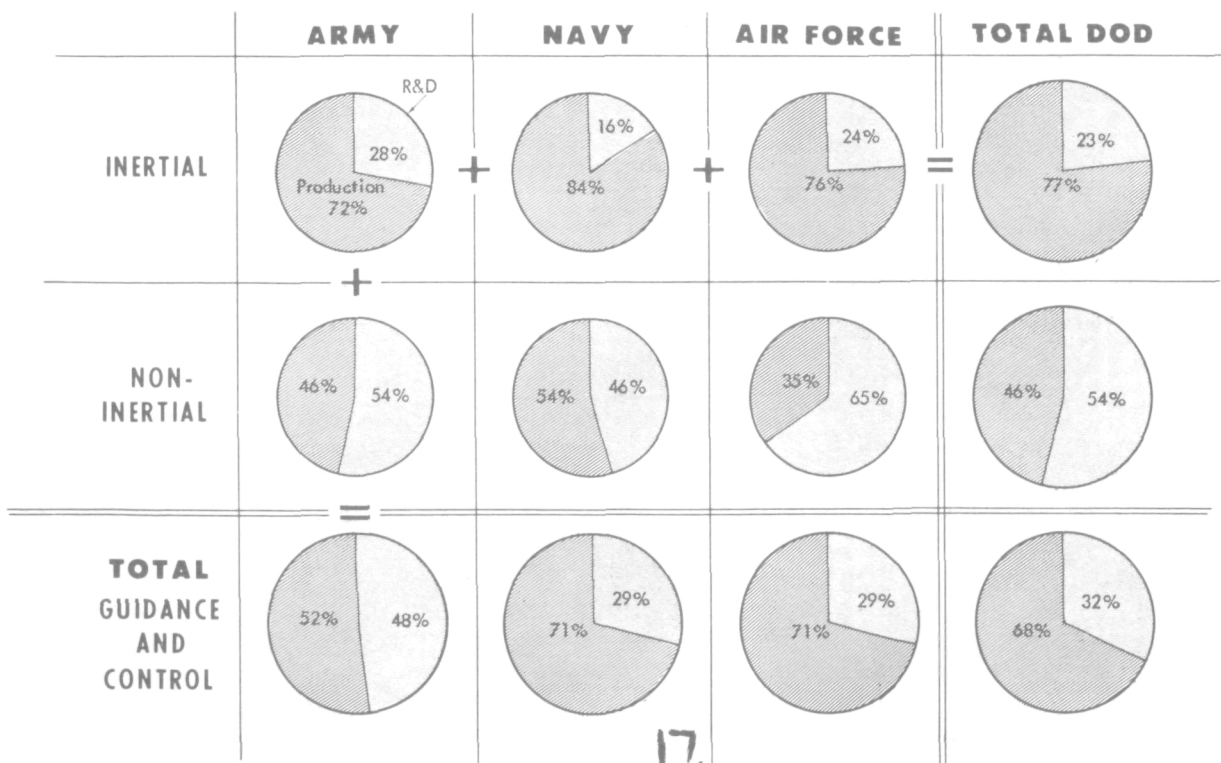 ARMY NAVY AIR FORCE TOTAL DOD
R&D
INERTIAL
28%
Production
72%
+
16%
84%
+
24%
76%
=
23%
77%
+
NON-
INERTIAL
46% 54%
54% 46%
35% 65%
46% 54%
=
TOTAL
GUIDANCE
AND
CONTROL
52% 48%
29%
71%
29%
71%
32%
68%
17.